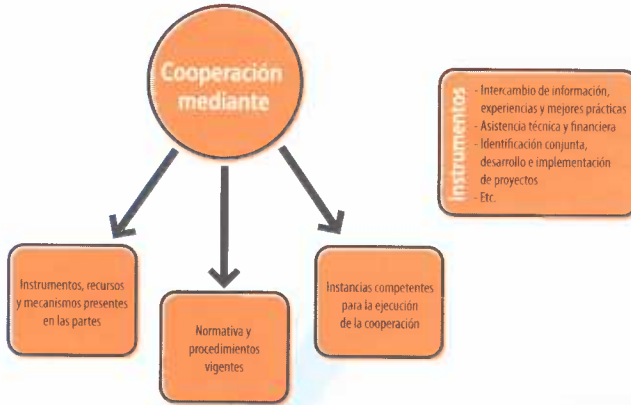 Cooperación
mediante
Instrumentos
- Intercambio de información,
experiencias y mejores prácticas
- Asistencia técnica y financiera
- Identificación conjunta,
desarrollo e implementación
de proyectos
- Etc.
Instrumentos, recursos
y mecanismos presentes
en las partes
Normativa y
procedimientos
vigentes
Instancias competentes
para la ejecución
de la cooperación